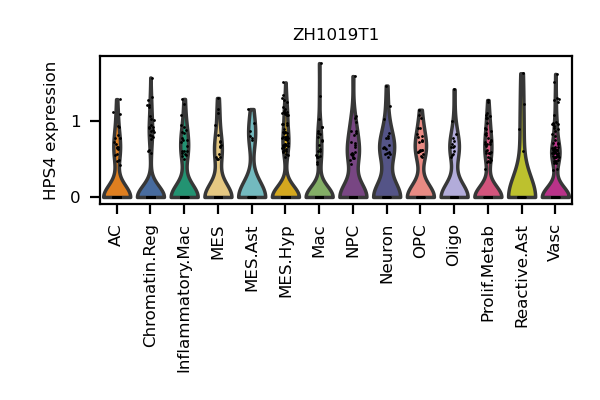 ZH1019T1
HPS4 expression
1
0
AC
Chromatin.Reg
Inflammatory.Mac
MES
MES.Ast
MES.Hyp
Mac
NPC
Neuron
OPC
Oligo
Prolif.Metab
Reactive.Ast
Vasc